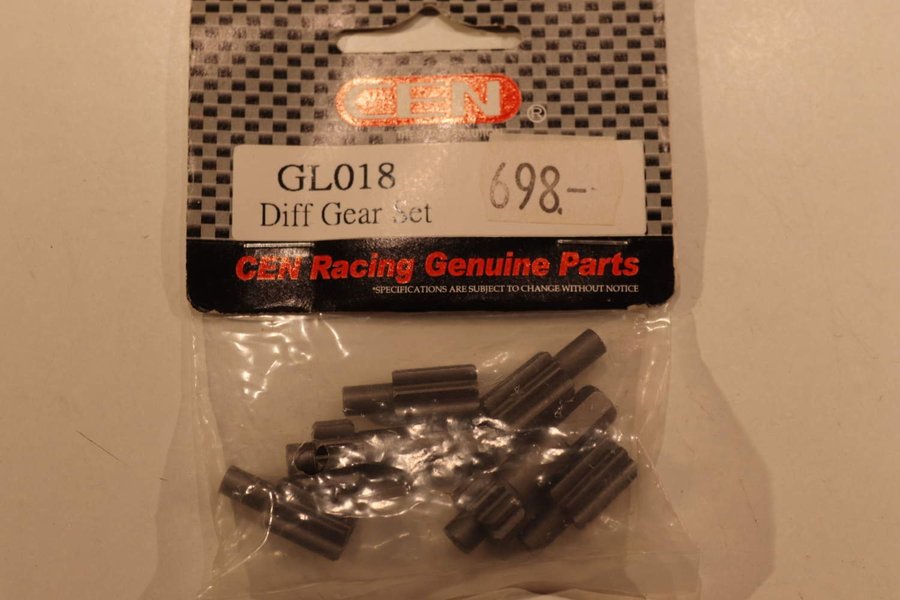 CEN®
GL018
698.-
Diff Gear Set
CEN Racing Genuine Parts
*SPECIFICATIONS ARE SUBJECT TO CHANGE WITHOUT NOTICE